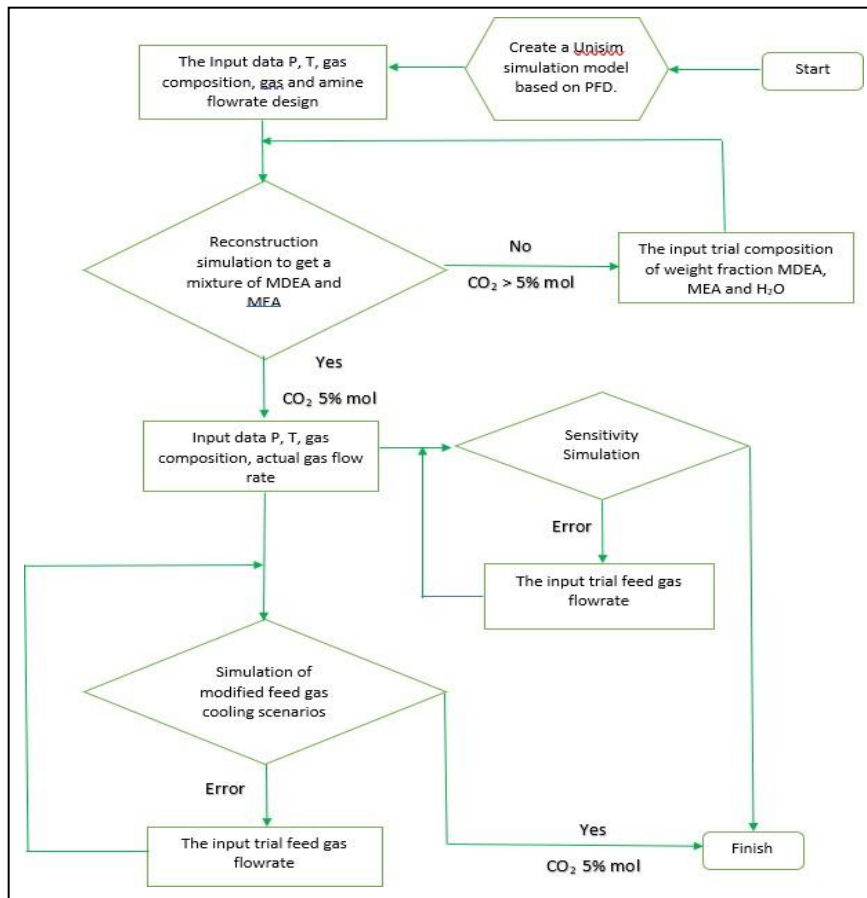 Start
Create a Unisim
simulation model
based on PFD.
The Input data P, T, gas
composition, gas and amine
flowrate design
Reconstruction
simulation to get a
mixture of MDEA and
MEA
No
CO₂ > 5% mol
The input trial composition
of weight fraction MDEA,
MEA and H₂O
Yes
CO₂ 5% mol
Input data P, T, gas
composition, actual gas flow
rate
Sensitivity
Simulation
Error
The input trial feed gas
flowrate
Simulation of
modified feed gas
cooling scenarios
Error
The input trial feed gas
flowrate
Yes
CO₂ 5% mol
Finish